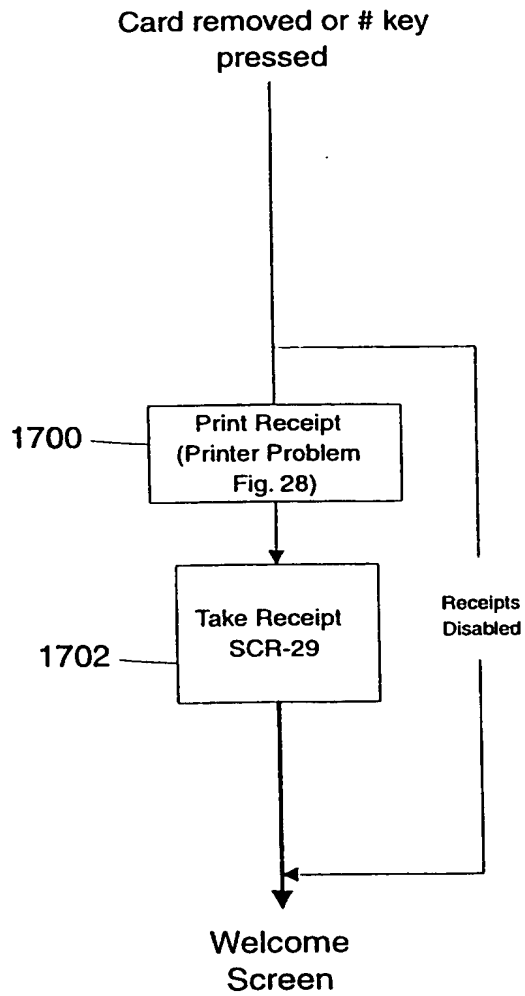 Card removed or # key
pressed
1700
Print Receipt
(Printer Problem
Fig. 28)
1702
Take Receipt
SCR-29
Receipts
Disabled
Welcome
Screen